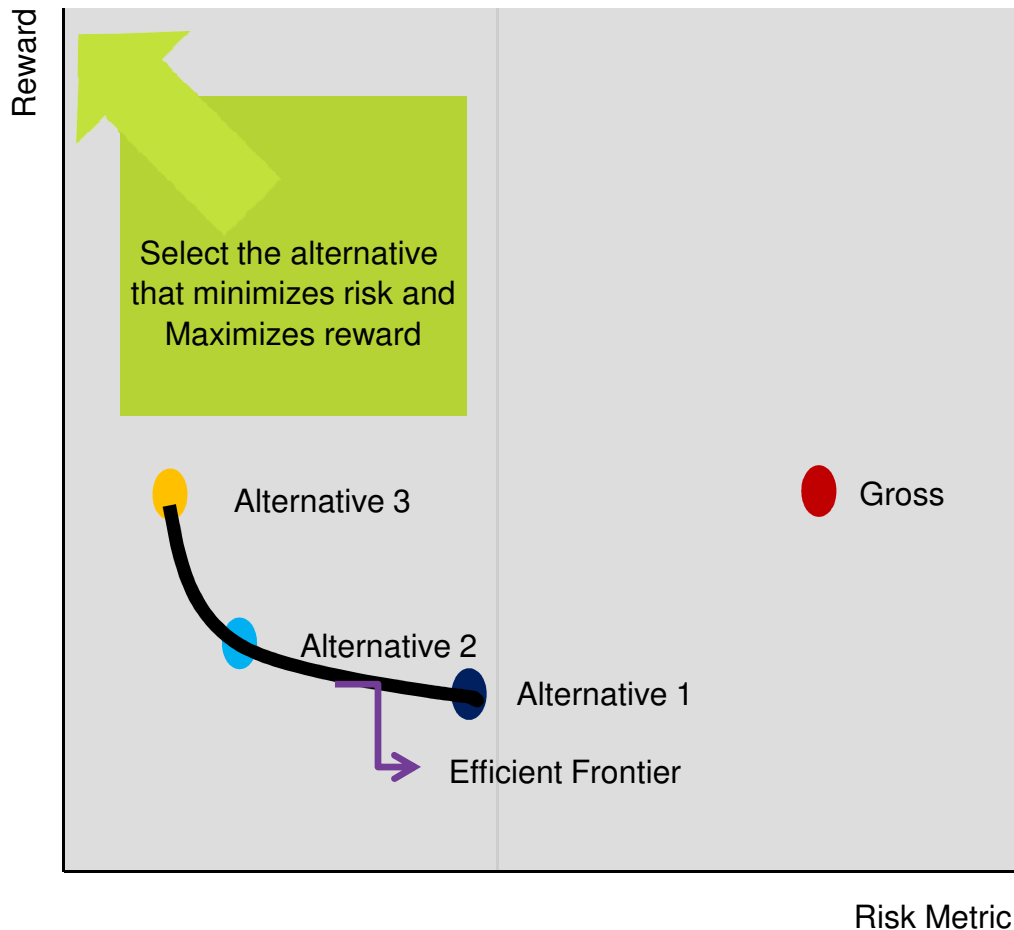 Reward
Select the alternative
that minimizes risk and
Maximizes reward
Alternative 3
Gross
Alternative 2
Alternative 1
Efficient Frontier
Risk Metric